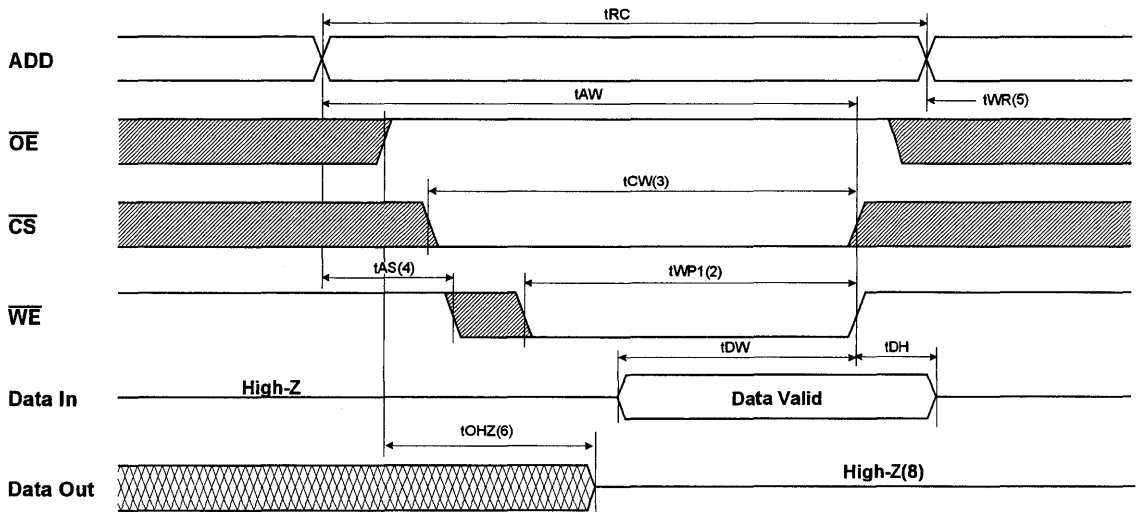 tRC
ADD
tAW
tWR(5)
OE
tCW(3)
CS
tAS(4)
tWP1(2)
WE
tDW
tDH
High-Z
Data In
Data Valid
tOHZ(6)
High-Z(8)
Data Out